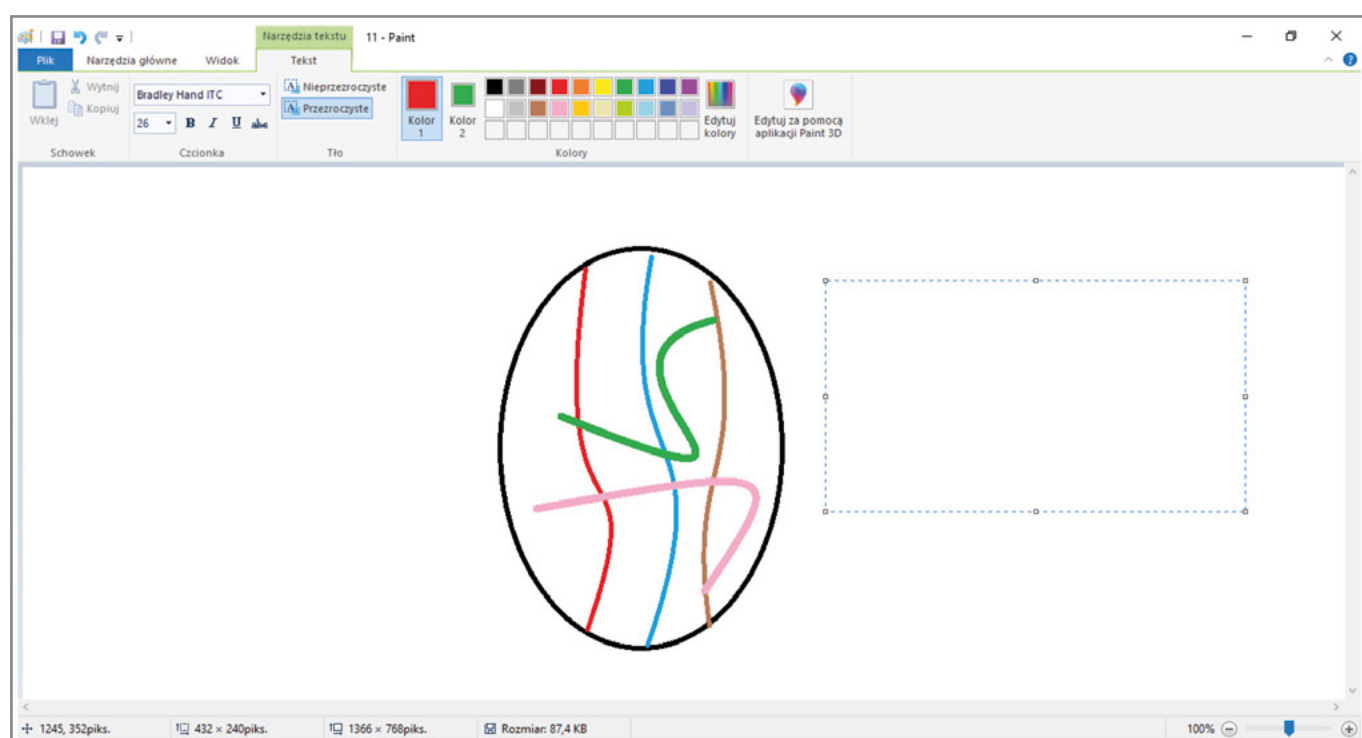 Narzędzia tekstu 11 - Paint
Plik Narzędzia główne Widok Tekst
Wklej
Wytnij
Kopiuj
Schowek
Bradley Hand ITC
26 B I U abc
Czcionka
Nieprzezroczyste
Przezroczyste
Tło
Kolor 1
Kolor 2
Edytuj kolory
Kolory
Edytuj za pomocą
aplikacji Paint 3D
1245, 352piks. 432 × 240piks. 1366 × 768piks. Rozmiar: 87,4 KB 100%